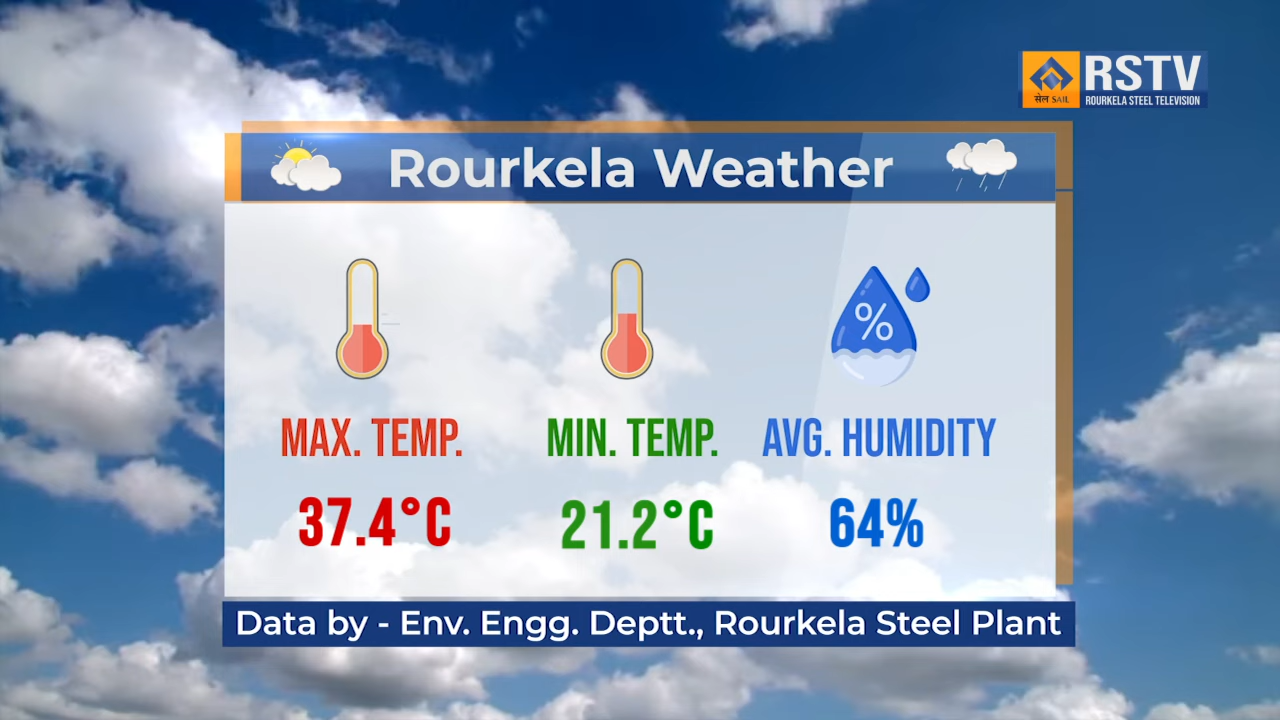 सेल SAIL
RSTV
ROURKELA STEEL TELEVISION
Rourkela Weather
%
MAX. TEMP. MIN. TEMP. AVG. HUMIDITY
37.4°C 21.2°C 64%
Data by - Env. Engg. Deptt., Rourkela Steel Plant